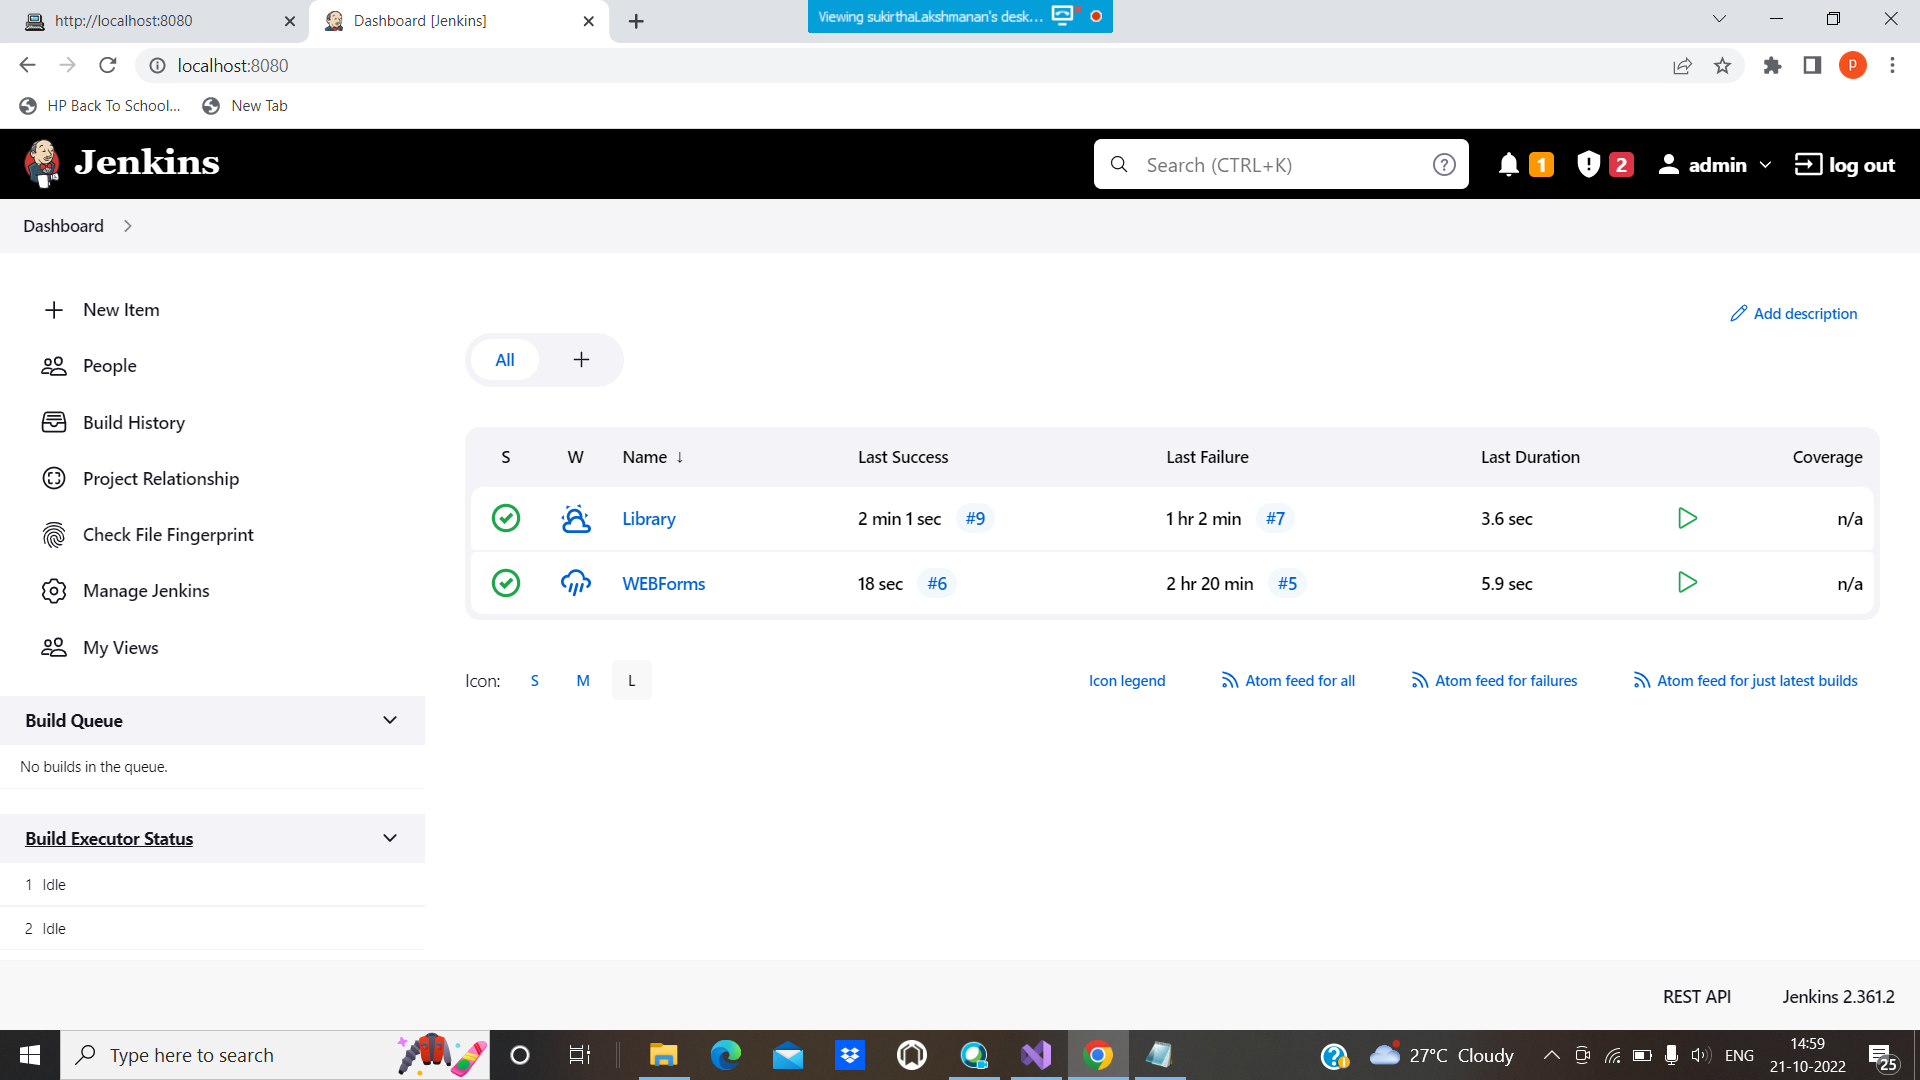 http://localhost:8080
Dashboard [Jenkins]
Viewing sukirthaLakshmanan's desk...
localhost:8080
P
HP Back To School...
New Tab
Jenkins
Search (CTRL+K)
1
2
admin
log out
Dashboard
New Item
People
Build History
Project Relationship
Check File Fingerprint
Manage Jenkins
My Views
Build Queue
No builds in the queue.
Build Executor Status
1 Idle
2 Idle
Add description
All
S W Name ↓ Last Success Last Failure Last Duration Coverage
Library 2 min 1 sec #9 1 hr 2 min #7 3.6 sec n/a
WEBForms 18 sec #6 2 hr 20 min #5 5.9 sec n/a
Icon: S M L
Icon legend
Atom feed for all
Atom feed for failures
Atom feed for just latest builds
REST API
Jenkins 2.361.2
Type here to search
27°C Cloudy
ENG
14:59
21-10-2022
25